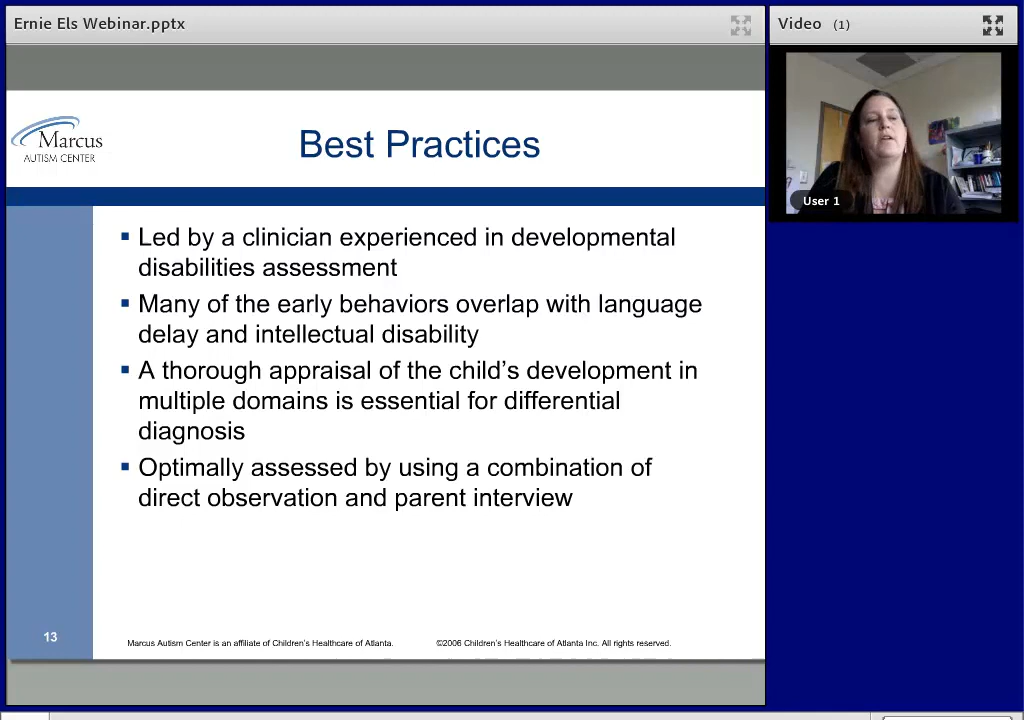 Ernie Els Webinar.pptx
Video (1)
Marcus
AUTISM CENTER
Best Practices
User 1
Led by a clinician experienced in developmental
disabilities assessment
Many of the early behaviors overlap with language
delay and intellectual disability
A thorough appraisal of the child's development in
multiple domains is essential for differential
diagnosis
Optimally assessed by using a combination of
direct observation and parent interview
13
Marcus Autism Center is an affiliate of Children's Healthcare of Atlanta.
©2006 Children's Healthcare of Atlanta Inc. All rights reserved.